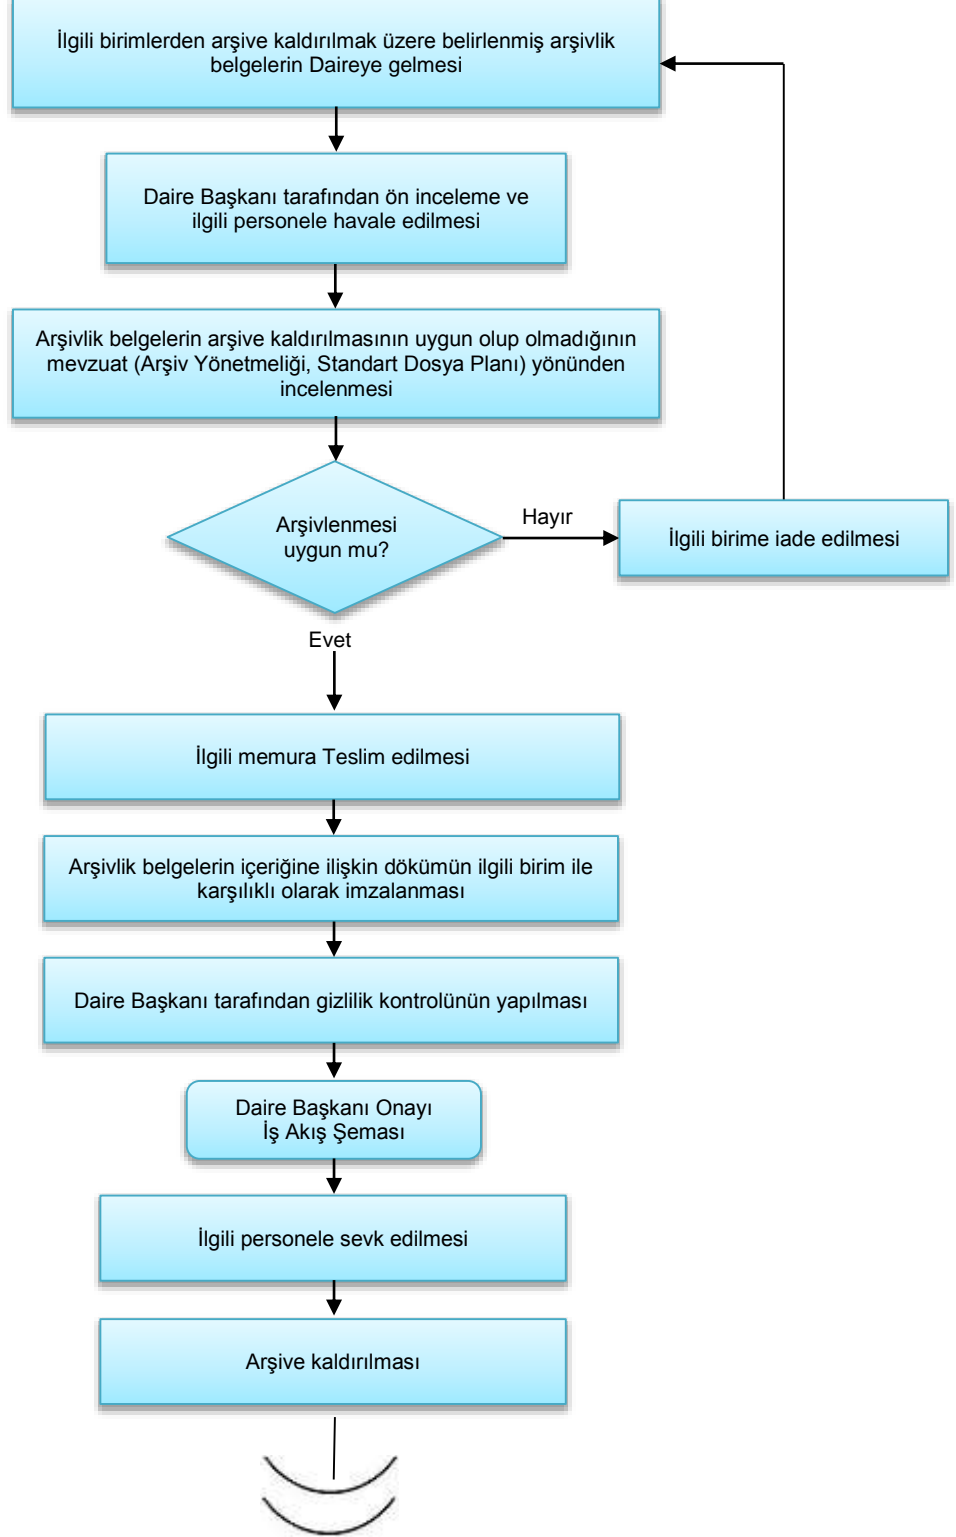 İlgili birimlerden arşive kaldırılmak üzere belirlenmiş arşivlik
belgelerin Daireye gelmesi
Daire Başkanı tarafından ön inceleme ve
ilgili personele havale edilmesi
Arşivlik belgelerin arşive kaldırılmasının uygun olup olmadığının
mevzuat (Arşiv Yönetmeliği, Standart Dosya Planı) yönünden
incelenmesi
Arşivlenmesi
uygun mu?
Hayır
İlgili birime iade edilmesi
Evet
İlgili memura Teslim edilmesi
Arşivlik belgelerin içeriğine ilişkin dökümün ilgili birim ile
karşılıklı olarak imzalanması
Daire Başkanı tarafından gizlilik kontrolünün yapılması
Daire Başkanı Onayı
İş Akış Şeması
İlgili personele sevk edilmesi
Arşive kaldırılması